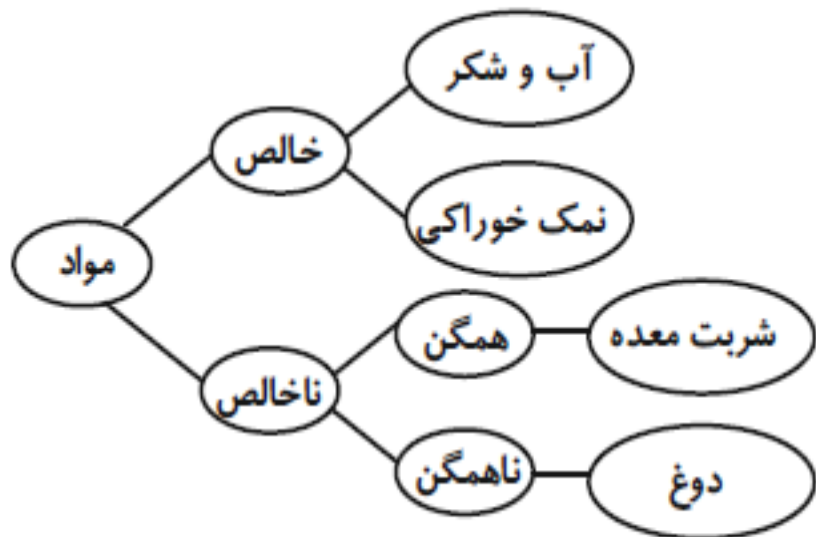 مواد
خالص
آب و شکر
نمک خوراکی
ناخالص
همگن
شربت معده
ناهمگن
دوغ